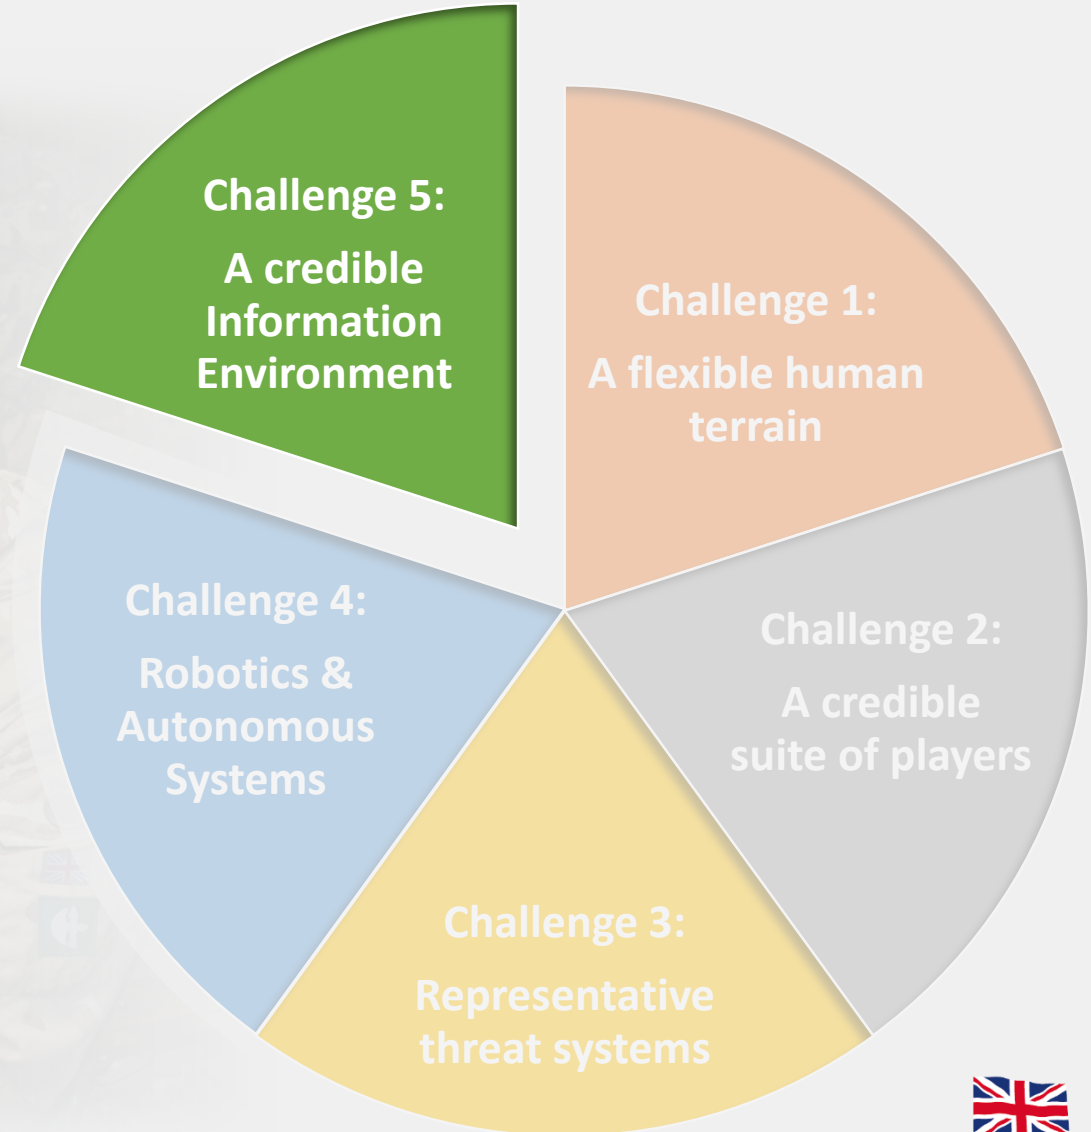 Challenge 5:
A credible
Information
Environment
Challenge 1:
A flexible human
terrain
Challenge 2:
A credible
suite of players
Challenge 4:
Robotics &
Autonomous
Systems
Challenge 3:
Representative
threat systems